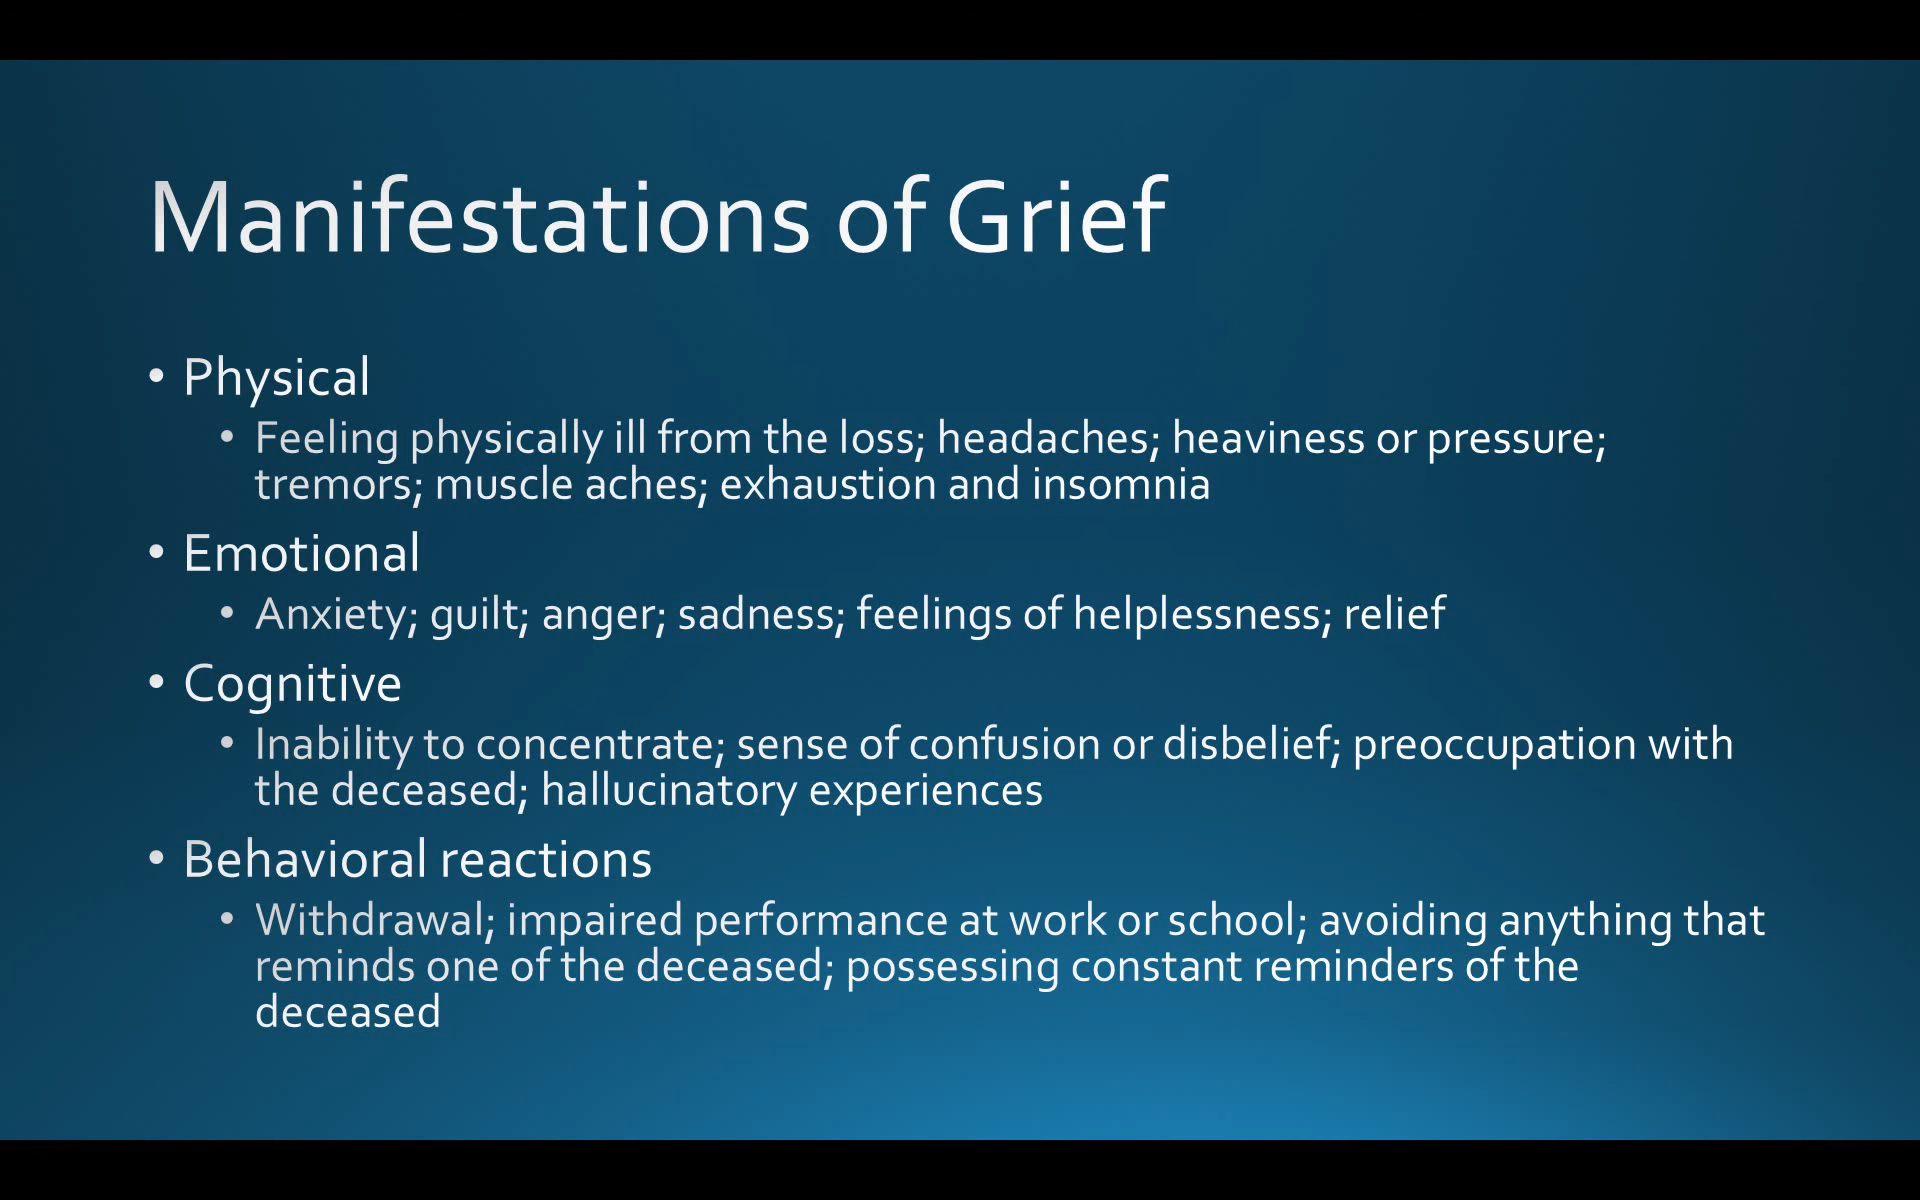 Manifestations of Grief
• Physical
• Feeling physically ill from the loss; headaches; heaviness or pressure;
tremors; muscle aches; exhaustion and insomnia
• Emotional
• Anxiety; guilt; anger; sadness; feelings of helplessness; relief
• Cognitive
• Inability to concentrate; sense of confusion or disbelief; preoccupation with
the deceased; hallucinatory experiences
• Behavioral reactions
• Withdrawal; impaired performance at work or school; avoiding anything that
reminds one of the deceased; possessing constant reminders of the
deceased